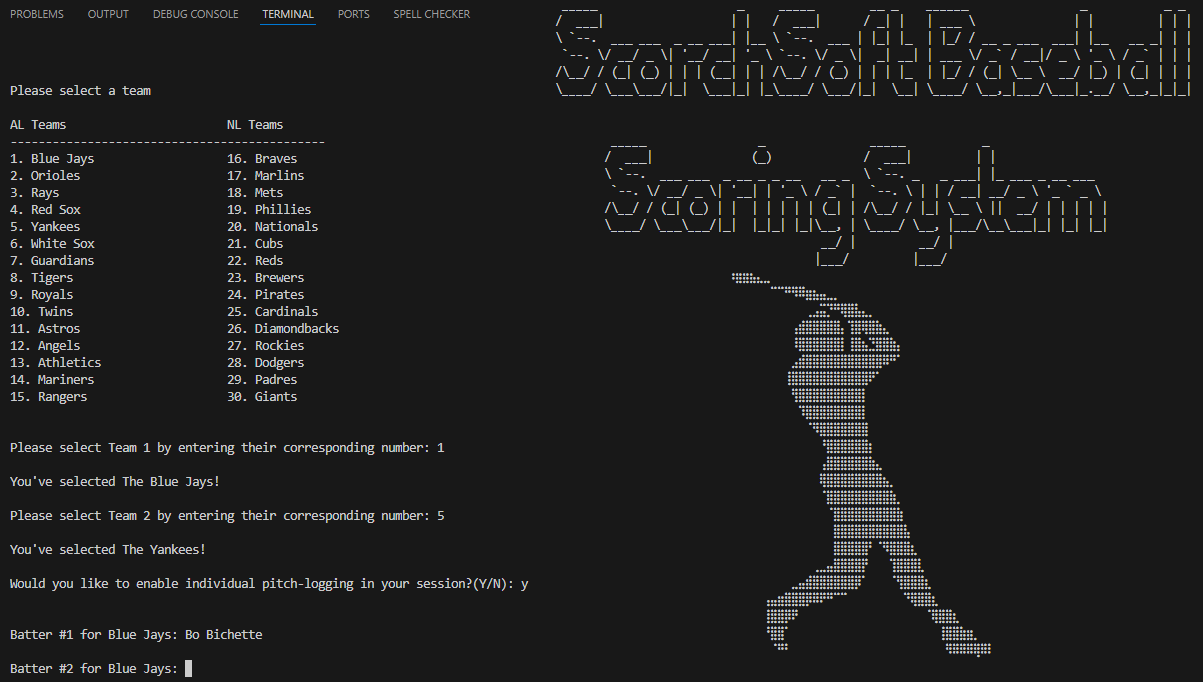 PROBLEMS OUTPUT DEBUG CONSOLE TERMINAL PORTS SPELL CHECKER
ScorchSoft Baseball
Scoring System
Please select a team
AL Teams NL Teams
---------------------------------------------
1. Blue Jays 16. Braves
2. Orioles 17. Marlins
3. Rays 18. Mets
4. Red Sox 19. Phillies
5. Yankees 20. Nationals
6. White Sox 21. Cubs
7. Guardians 22. Reds
8. Tigers 23. Brewers
9. Royals 24. Pirates
10. Twins 25. Cardinals
11. Astros 26. Diamondbacks
12. Angels 27. Rockies
13. Athletics 28. Dodgers
14. Mariners 29. Padres
15. Rangers 30. Giants
Please select Team 1 by entering their corresponding number: 1
You've selected The Blue Jays!
Please select Team 2 by entering their corresponding number: 5
You've selected The Yankees!
Would you like to enable individual pitch-logging in your session?(Y/N): y
Batter #1 for Blue Jays: Bo Bichette
Batter #2 for Blue Jays: